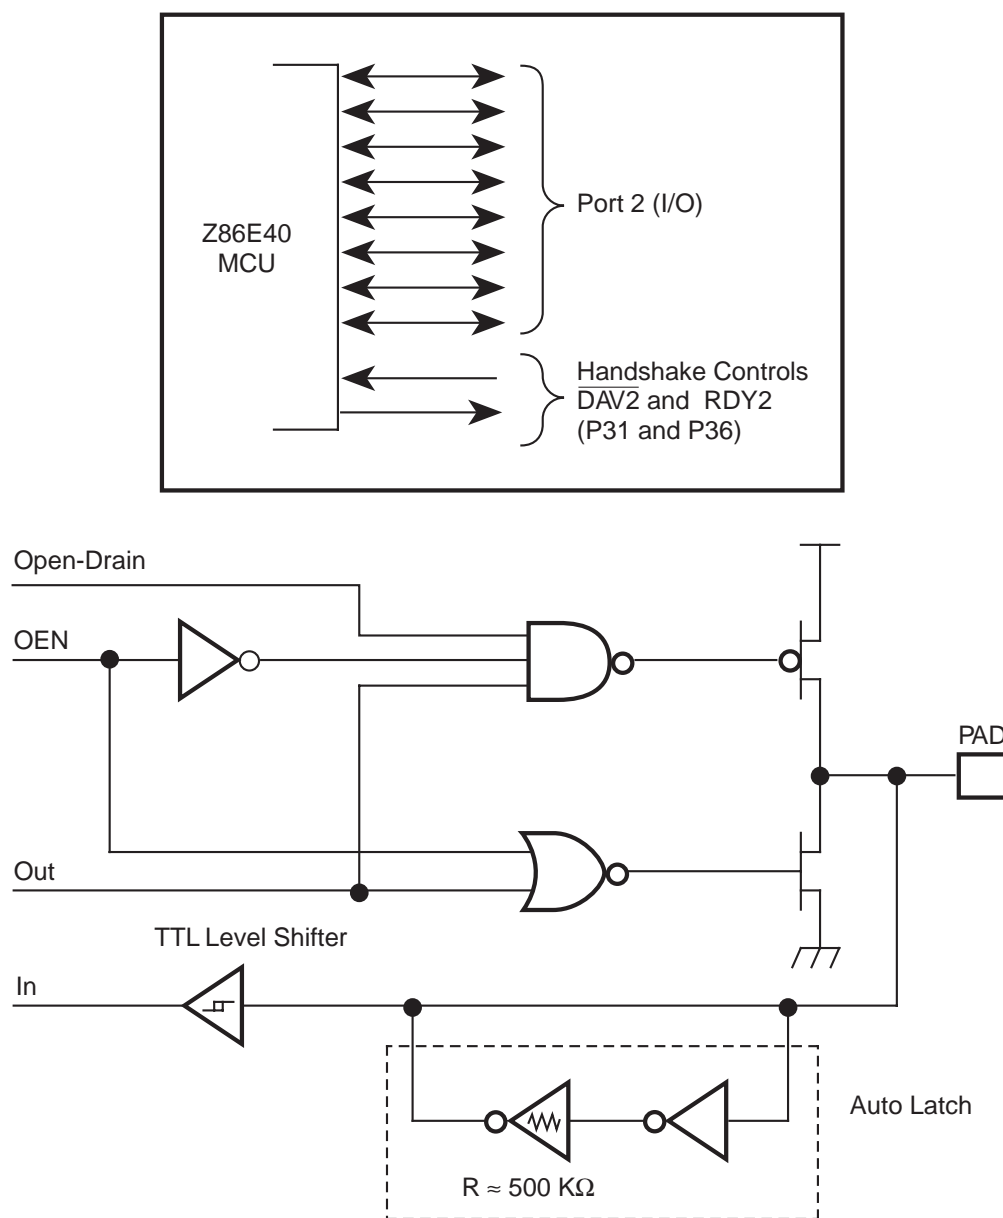 Z86E40
MCU
Port 2 (I/O)
Handshake Controls
D̅A̅V̅2̅ and RDY2
(P31 and P36)
Open-Drain
OEN
PAD
Out
TTL Level Shifter
In
Auto Latch
R ≈ 500 KΩ